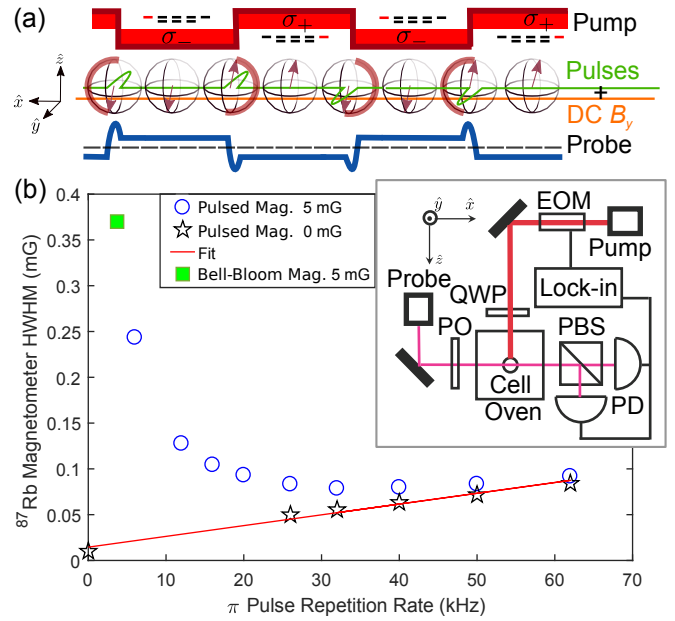 (a)
σ₋ σ₊ σ₋ σ₊ Pump
ẑ
x̂
ŷ
Pulses
+
DC B_y
Probe
(b)
⁸⁷Rb Magnetometer HWHM (mG)
0.4
0.35
0.3
0.25
0.2
0.15
0.1
0.05
0
0 10 20 30 40 50 60 70
π Pulse Repetition Rate (kHz)
Pulsed Mag. 5 mG
Pulsed Mag. 0 mG
Fit
Bell-Bloom Mag. 5 mG
ŷ x̂
ẑ
EOM
Pump
Probe
QWP
Lock-in
PO
PBS
Cell
Oven
PD